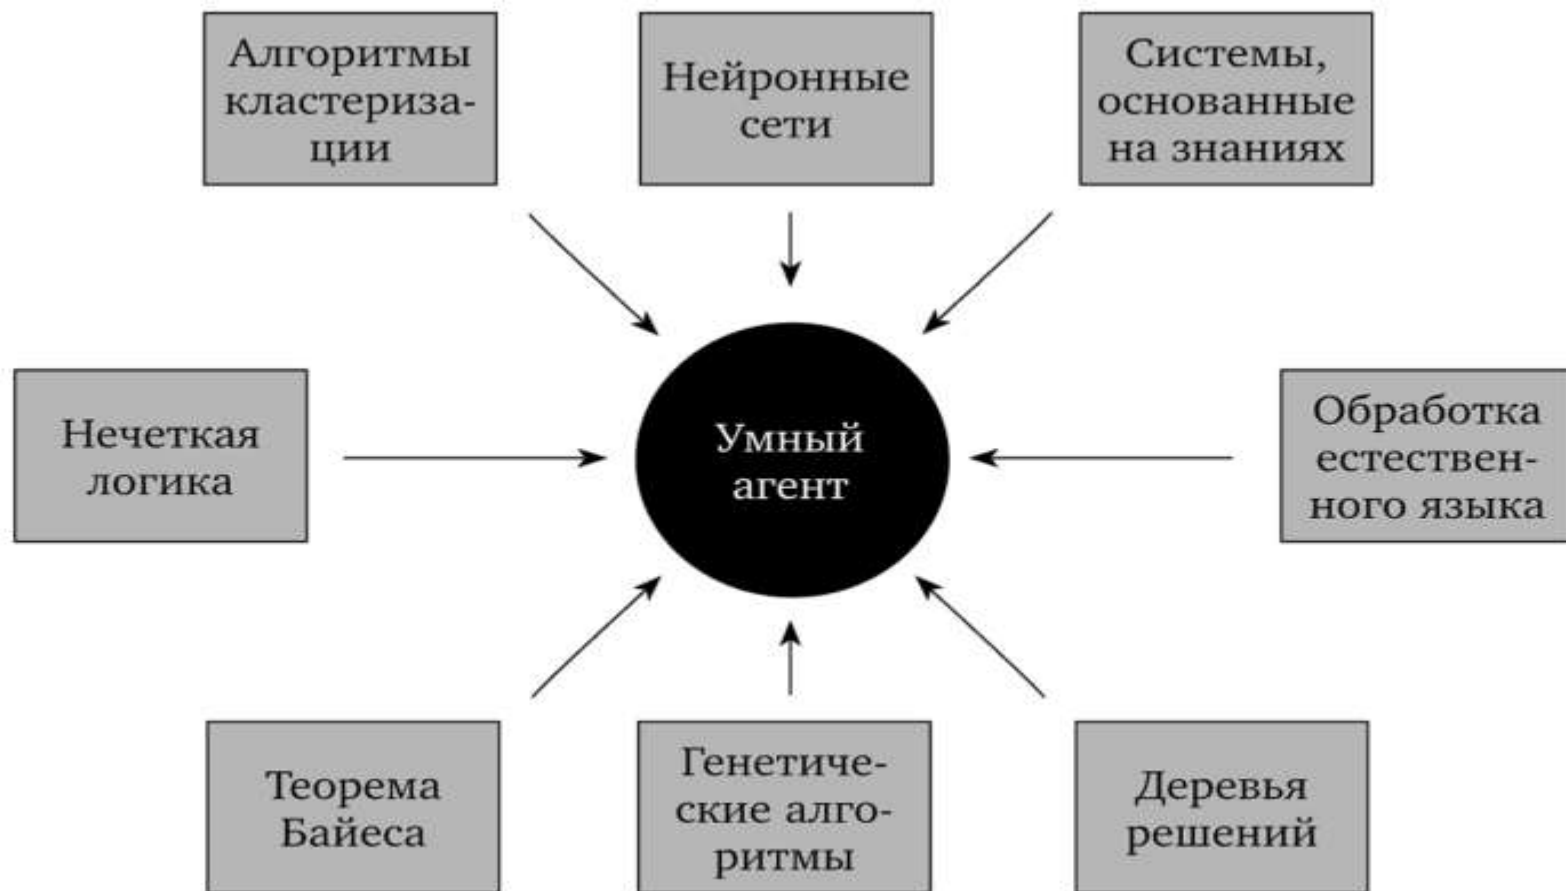 Алгоритмы
кластериза-
ции
Нейронные
сети
Системы,
основанные
на знаниях
Нечеткая
логика
Умный
агент
Обработка
естествен-
ного языка
Теорема
Байеса
Генетиче-
ские алго-
ритмы
Деревья
решений